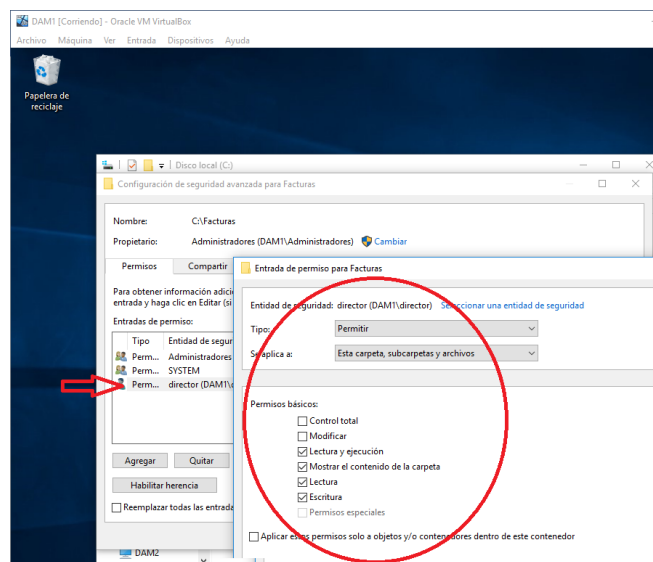 DAM1 [Corriendo] - Oracle VM VirtualBox
Archivo Máquina Ver Entrada Dispositivos Ayuda
Papelera de
reciclaje
Disco local (C:)
Configuración de seguridad avanzada para Facturas
Nombre: C:\Facturas
Propietario: Administradores (DAM1\Administradores) Cambiar
Permisos Compartir
Entrada de permiso para Facturas
Para obtener información adici
entrada y haga clic en Editar (si
Entidad de seguridad: director (DAM1\director) Seleccionar una entidad de seguridad
Entradas de permiso:
Tipo: Permitir
Tipo Entidad de segur
Perm... Administradores
Se aplica a: Esta carpeta, subcarpetas y archivos
Perm... SYSTEM
Perm... director (DAM1\
Permisos básicos:
Control total
Modificar
Lectura y ejecución
Mostrar el contenido de la carpeta
Lectura
Escritura
Permisos especiales
Agregar Quitar
Habilitar herencia
Reemplazar todas las entrada
Aplicar estos permisos solo a objetos y/o contenedores dentro de este contenedor
DAM2